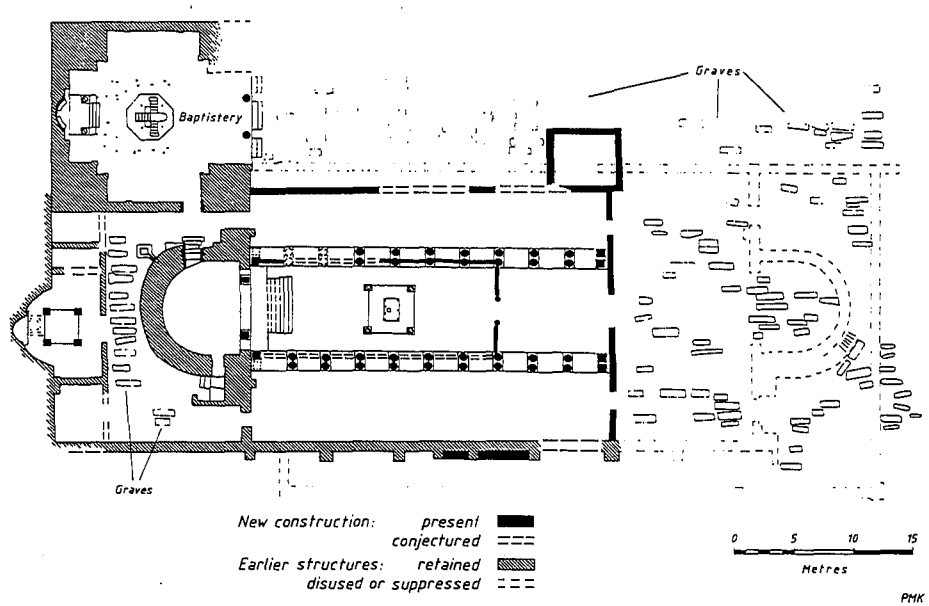 Graves
Baptistery
Graves
New construction: present
conjectured
Earlier structures: retained
disused or suppressed
0 5 10 15
Metres
PMK